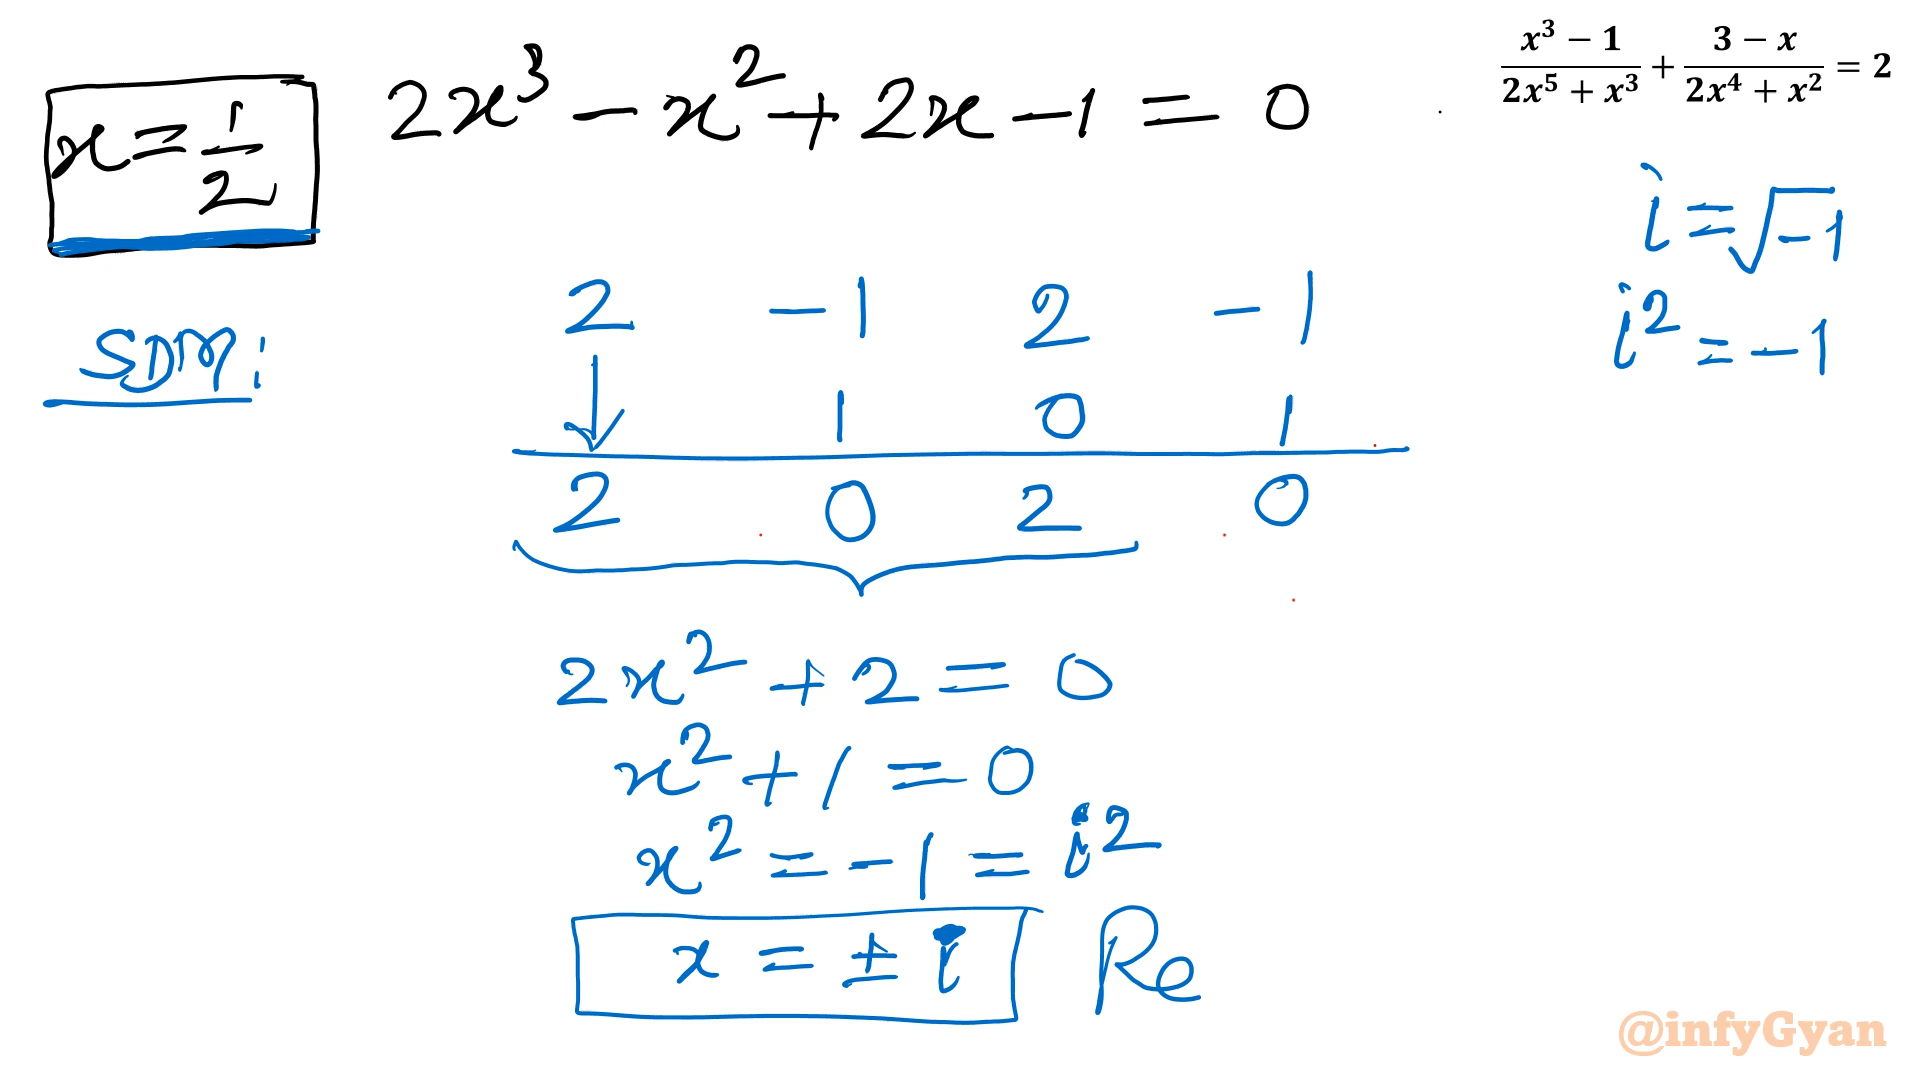 x = 1/2
2x³ − x² + 2x − 1 = 0
(x³ − 1)/(2x⁵ + x³) + (3 − x)/(2x⁴ + x²) = 2
i = √−1
i² = −1
SDM:
2 −1 2 −1
↓ 1 0 1
2 0 2 0
2x² + 2 = 0
x² + 1 = 0
x² = −1 = i²
x = ± i Re
@infyGyan